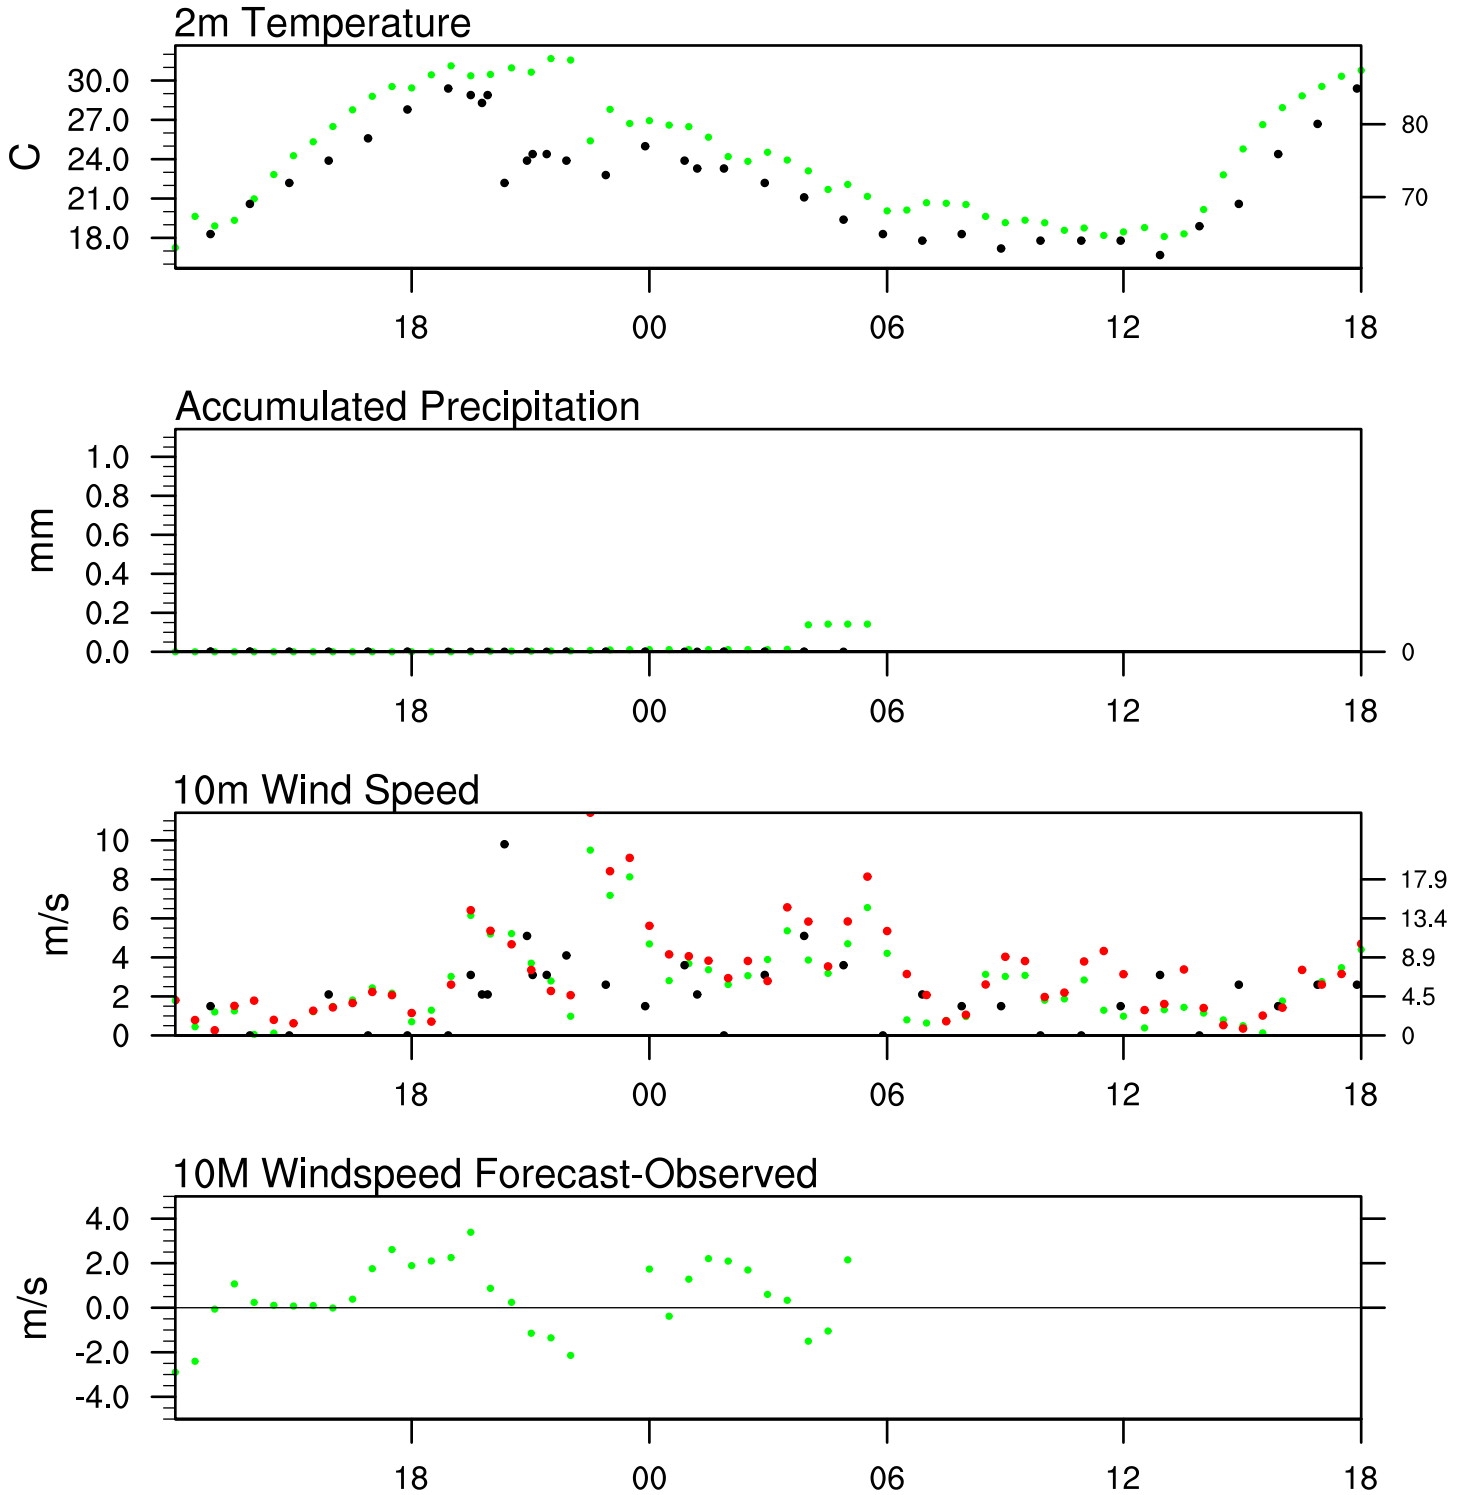 2m Temperature
30.0
27.0
24.0
21.0
18.0
C
80
70
18 00 06 12 18
Accumulated Precipitation
1.0
0.8
0.6
0.4
0.2
0.0
mm
0
18 00 06 12 18
10m Wind Speed
10
8
6
4
2
0
m/s
17.9
13.4
8.9
4.5
0
18 00 06 12 18
10M Windspeed Forecast-Observed
4.0
2.0
0.0
-2.0
-4.0
m/s
18 00 06 12 18